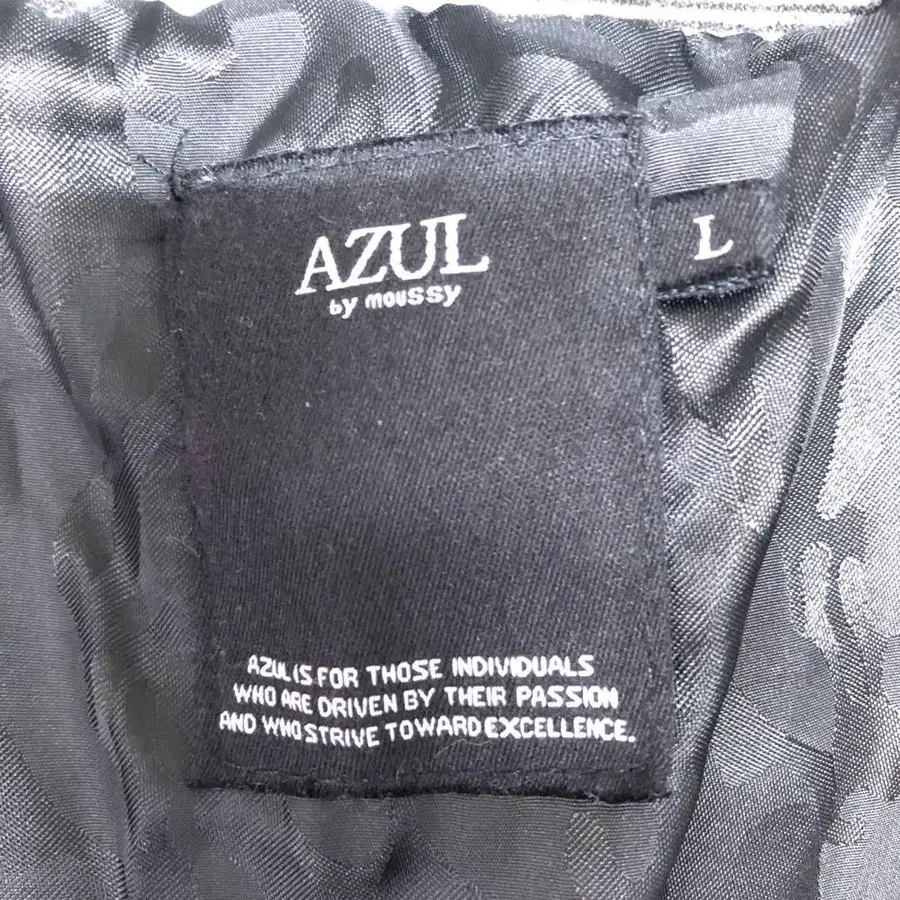 AZUL
by moussy
L
AZUL IS FOR THOSE INDIVIDUALS
WHO ARE DRIVEN BY THEIR PASSION
AND WHO STRIVE TOWARD EXCELLENCE.